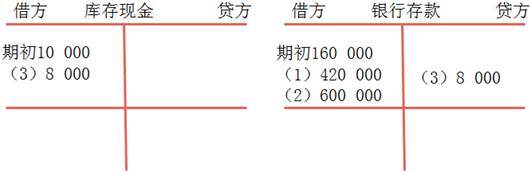 借方 库存现金 贷方
期初10 000
（3）8 000
借方 银行存款 贷方
期初160 000
（1）420 000
（2）600 000
（3）8 000